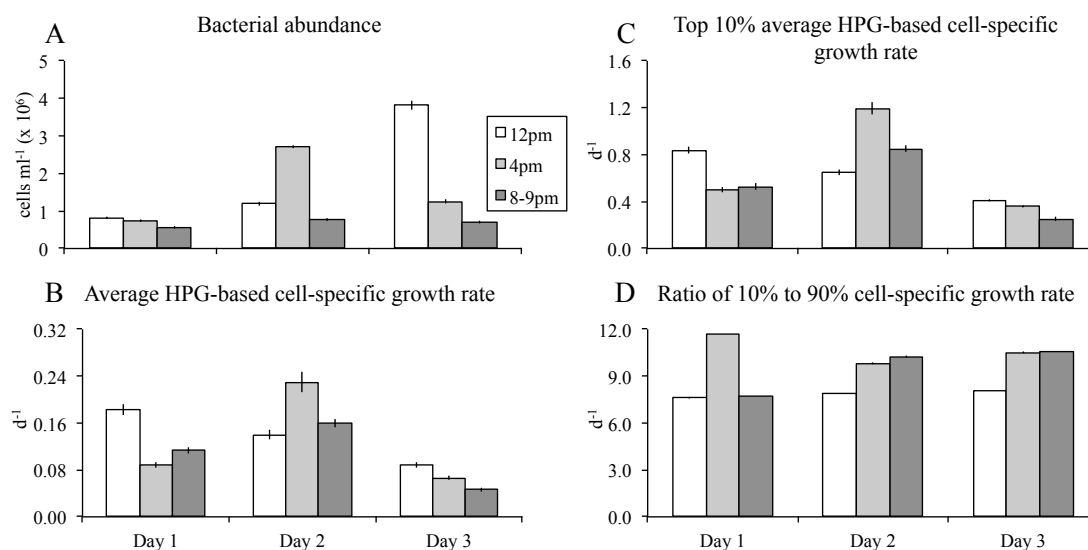 A
Bacterial abundance
5
4
3
2
1
0
cells ml⁻¹ (x 10⁶)
12pm
4pm
8-9pm
C
Top 10% average HPG-based cell-specific
growth rate
1.6
1.2
0.8
0.4
0.0
d⁻¹
B
Average HPG-based cell-specific growth rate
0.32
0.24
0.16
0.08
0.00
d⁻¹
Day 1
Day 2
Day 3
D
Ratio of 10% to 90% cell-specific growth rate
12.0
9.0
6.0
3.0
0.0
d⁻¹
Day 1
Day 2
Day 3